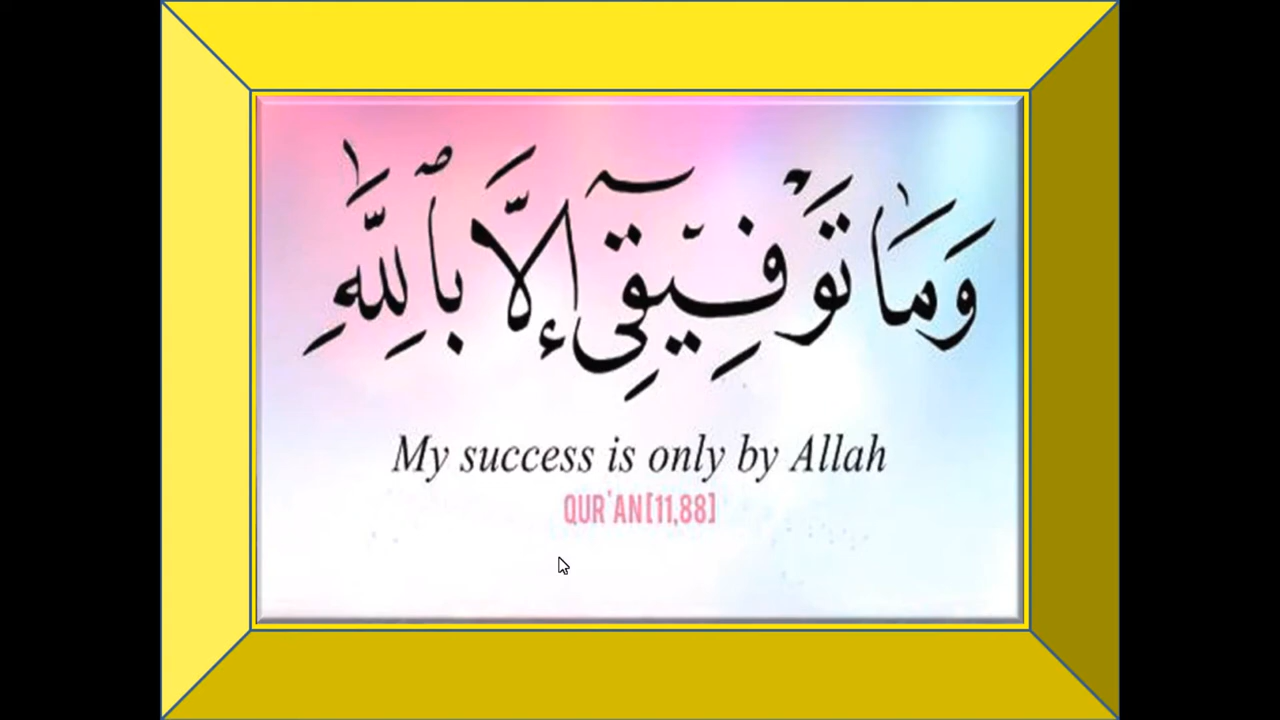 وَمَا تَوْفِيقِىٓ إِلَّا بِٱللَّهِ
My success is only by Allah
QUR'AN[11,88]